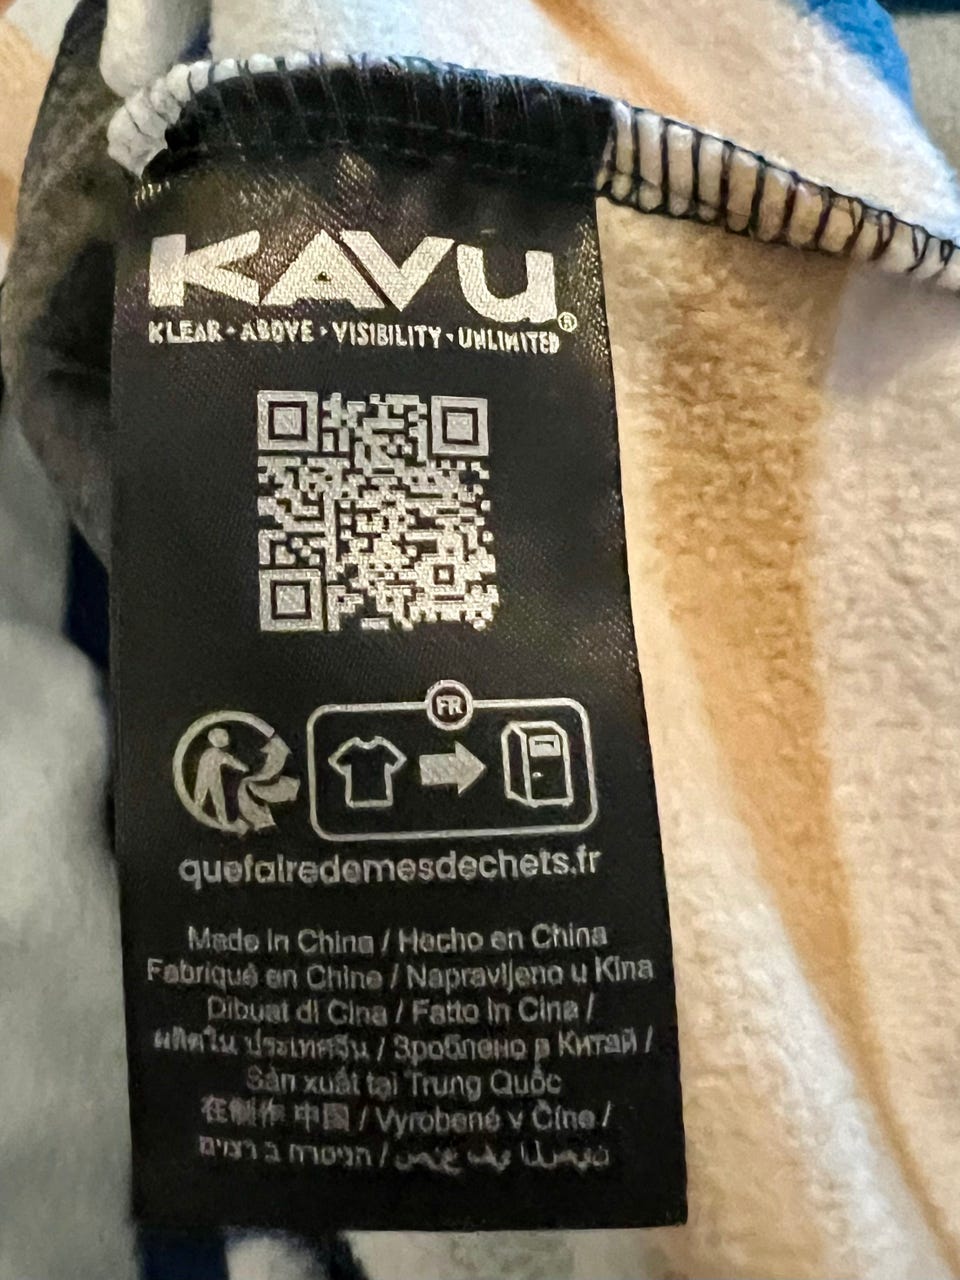 KAVU®
KLEAR • ABOVE • VISIBILITY • UNLIMITED
FR
quefairedemesdechets.fr
Made in China / Hecho en China
Fabriqué en Chine / Napravljeno u Kina
Dibuat di Cina / Fatto in Cina /
ผลิตใน ประเทศจีน / Зроблено в Китай /
Sản xuất tại Trung Quốc
在制作 中国 / Vyrobené v Číne /